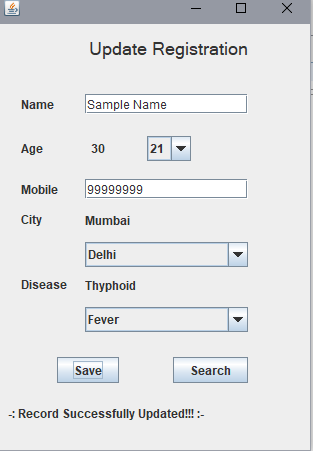 Update Registration
Name Sample Name
Age 30 21
Mobile 99999999
City Mumbai
Delhi
Disease Thyphoid
Fever
Save Search
-: Record Successfully Updated!!! :-